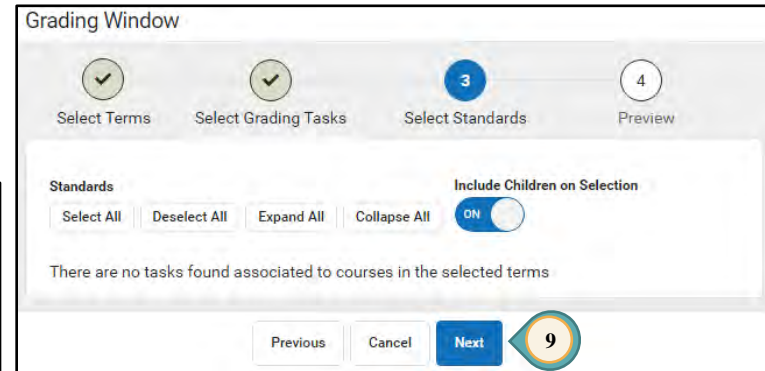 Grading Window
3 4
Select Terms Select Grading Tasks Select Standards Preview
Standards Include Children on Selection
Select All Deselect All Expand All Collapse All ON
There are no tasks found associated to courses in the selected terms
Previous Cancel Next 9